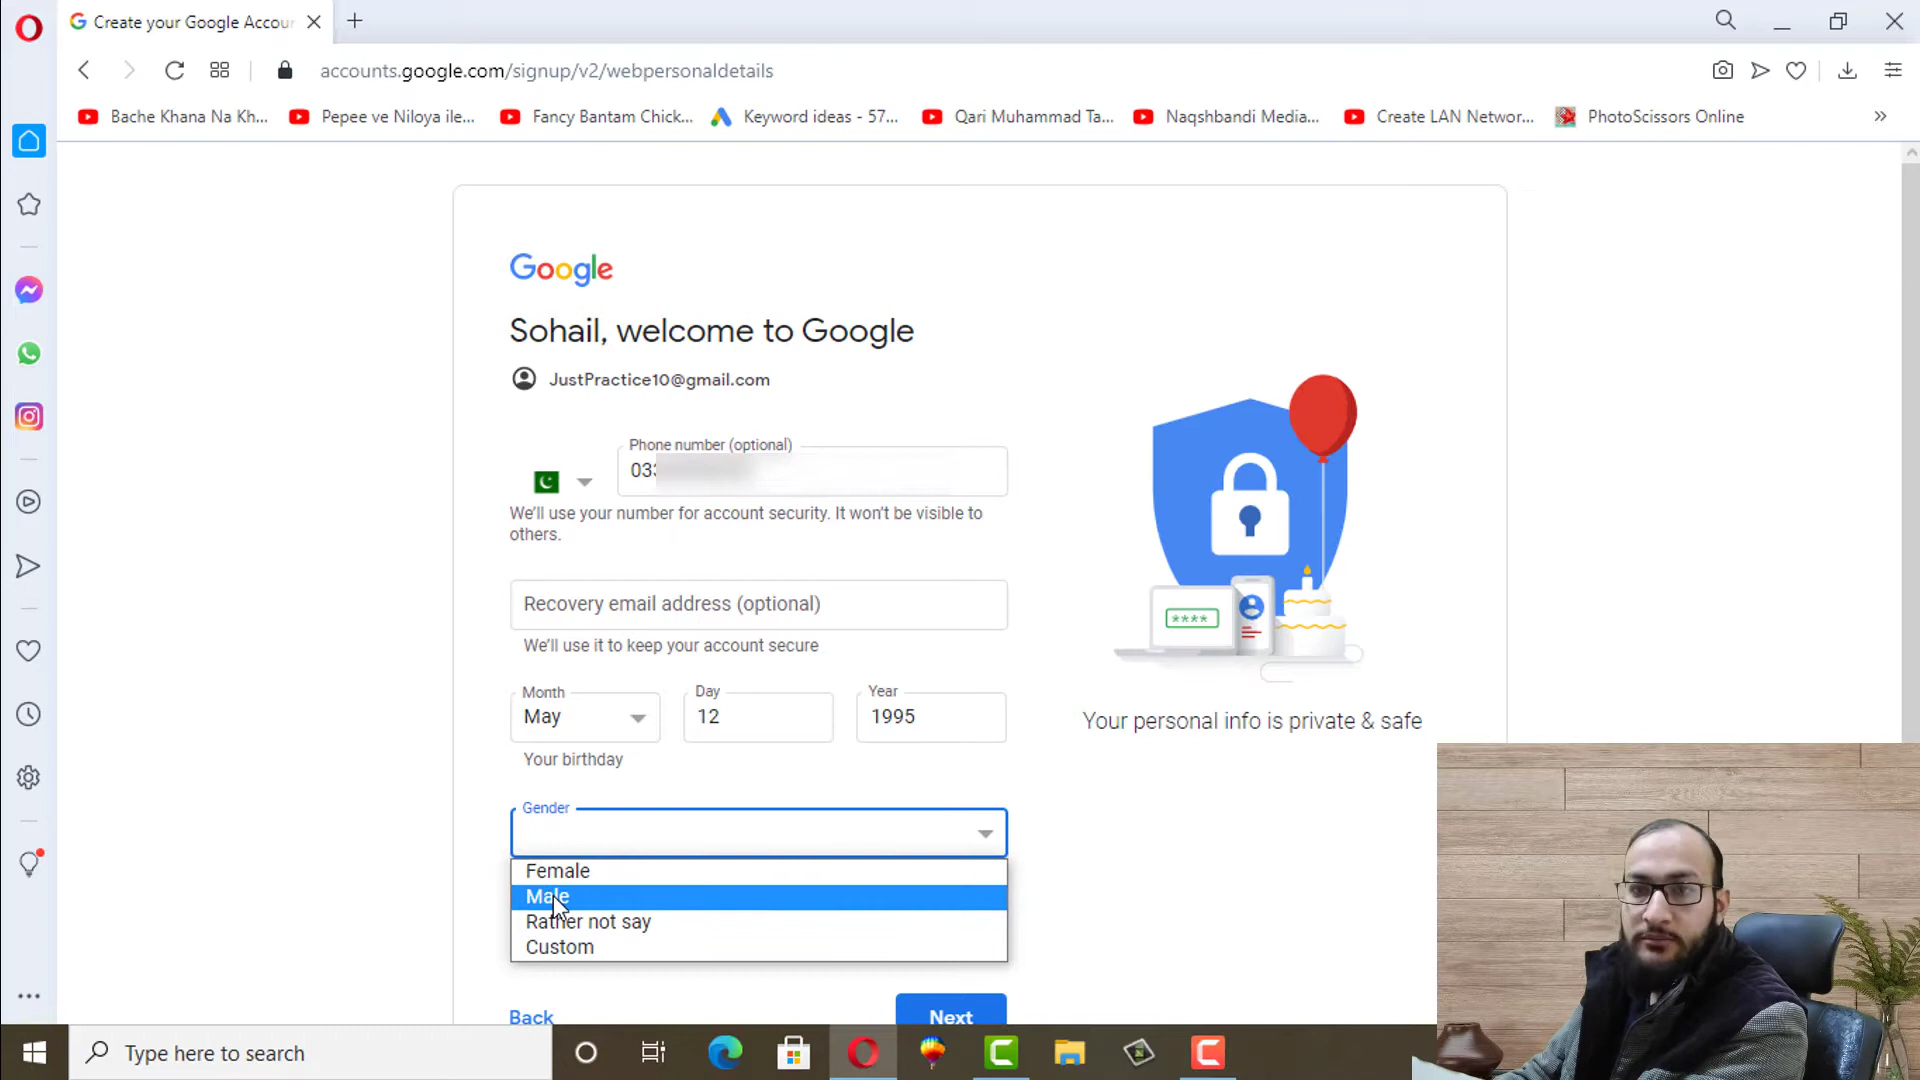 Create your Google Accour
accounts.google.com/signup/v2/webpersonaldetails
Bache Khana Na Kh...
Pepee ve Niloya ile...
Fancy Bantam Chick...
Keyword ideas - 57...
Qari Muhammad Ta...
Naqshbandi Media...
Create LAN Networ...
PhotoScissors Online
Google
Sohail, welcome to Google
JustPractice10@gmail.com
Phone number (optional)
03
We'll use your number for account security. It won't be visible to
others.
Recovery email address (optional)
We'll use it to keep your account secure
Month
May
Day
12
Year
1995
Your birthday
Gender
Female
Male
Rather not say
Custom
Back
Next
****
Your personal info is private & safe
Type here to search